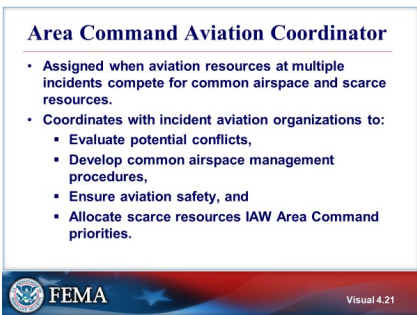 Area Command Aviation Coordinator
• Assigned when aviation resources at multiple
incidents compete for common airspace and scarce
resources.
• Coordinates with incident aviation organizations to:
▪ Evaluate potential conflicts,
▪ Develop common airspace management
procedures,
▪ Ensure aviation safety, and
▪ Allocate scarce resources IAW Area Command
priorities.
FEMA
Visual 4.21